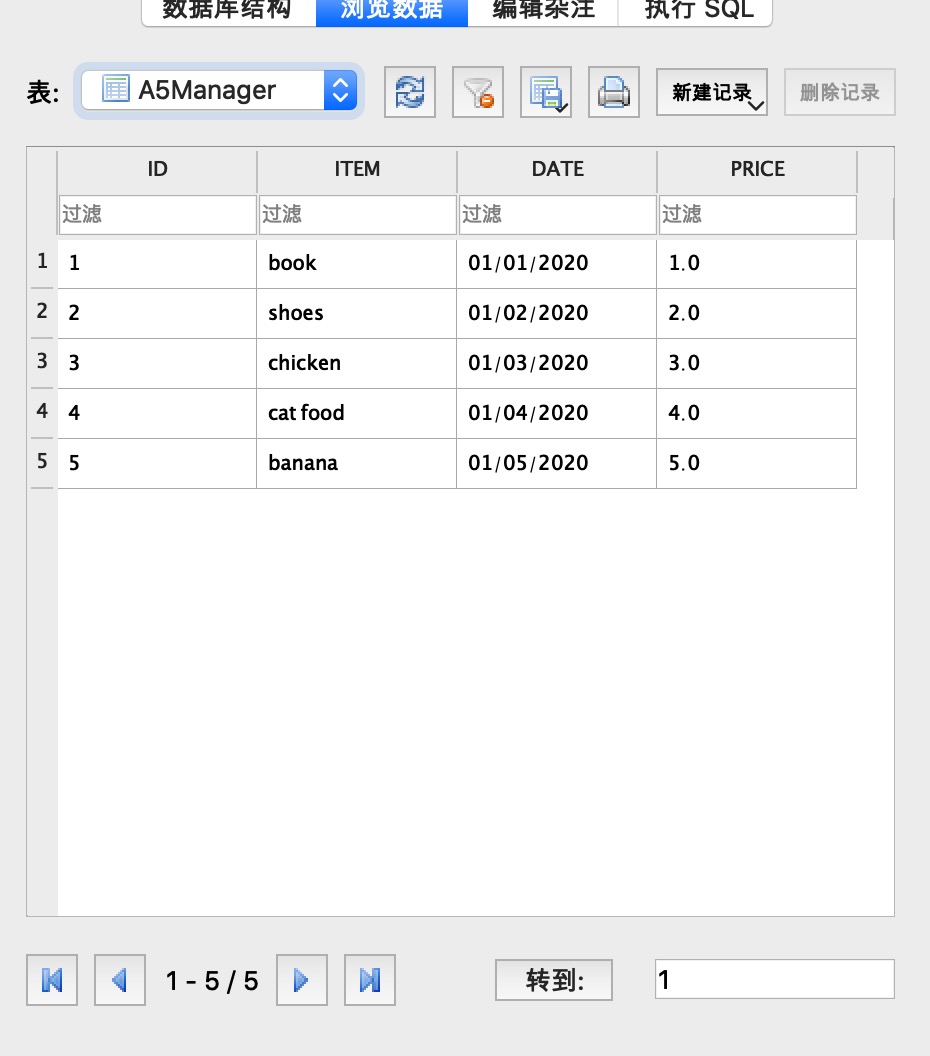 数据库结构 浏览数据 编辑杂注 执行 SQL
表: A5Manager 新建记录 删除记录
ID ITEM DATE PRICE
过滤 过滤 过滤 过滤
1 1 book 01/01/2020 1.0
2 2 shoes 01/02/2020 2.0
3 3 chicken 01/03/2020 3.0
4 4 cat food 01/04/2020 4.0
5 5 banana 01/05/2020 5.0
1 - 5 / 5 转到: 1